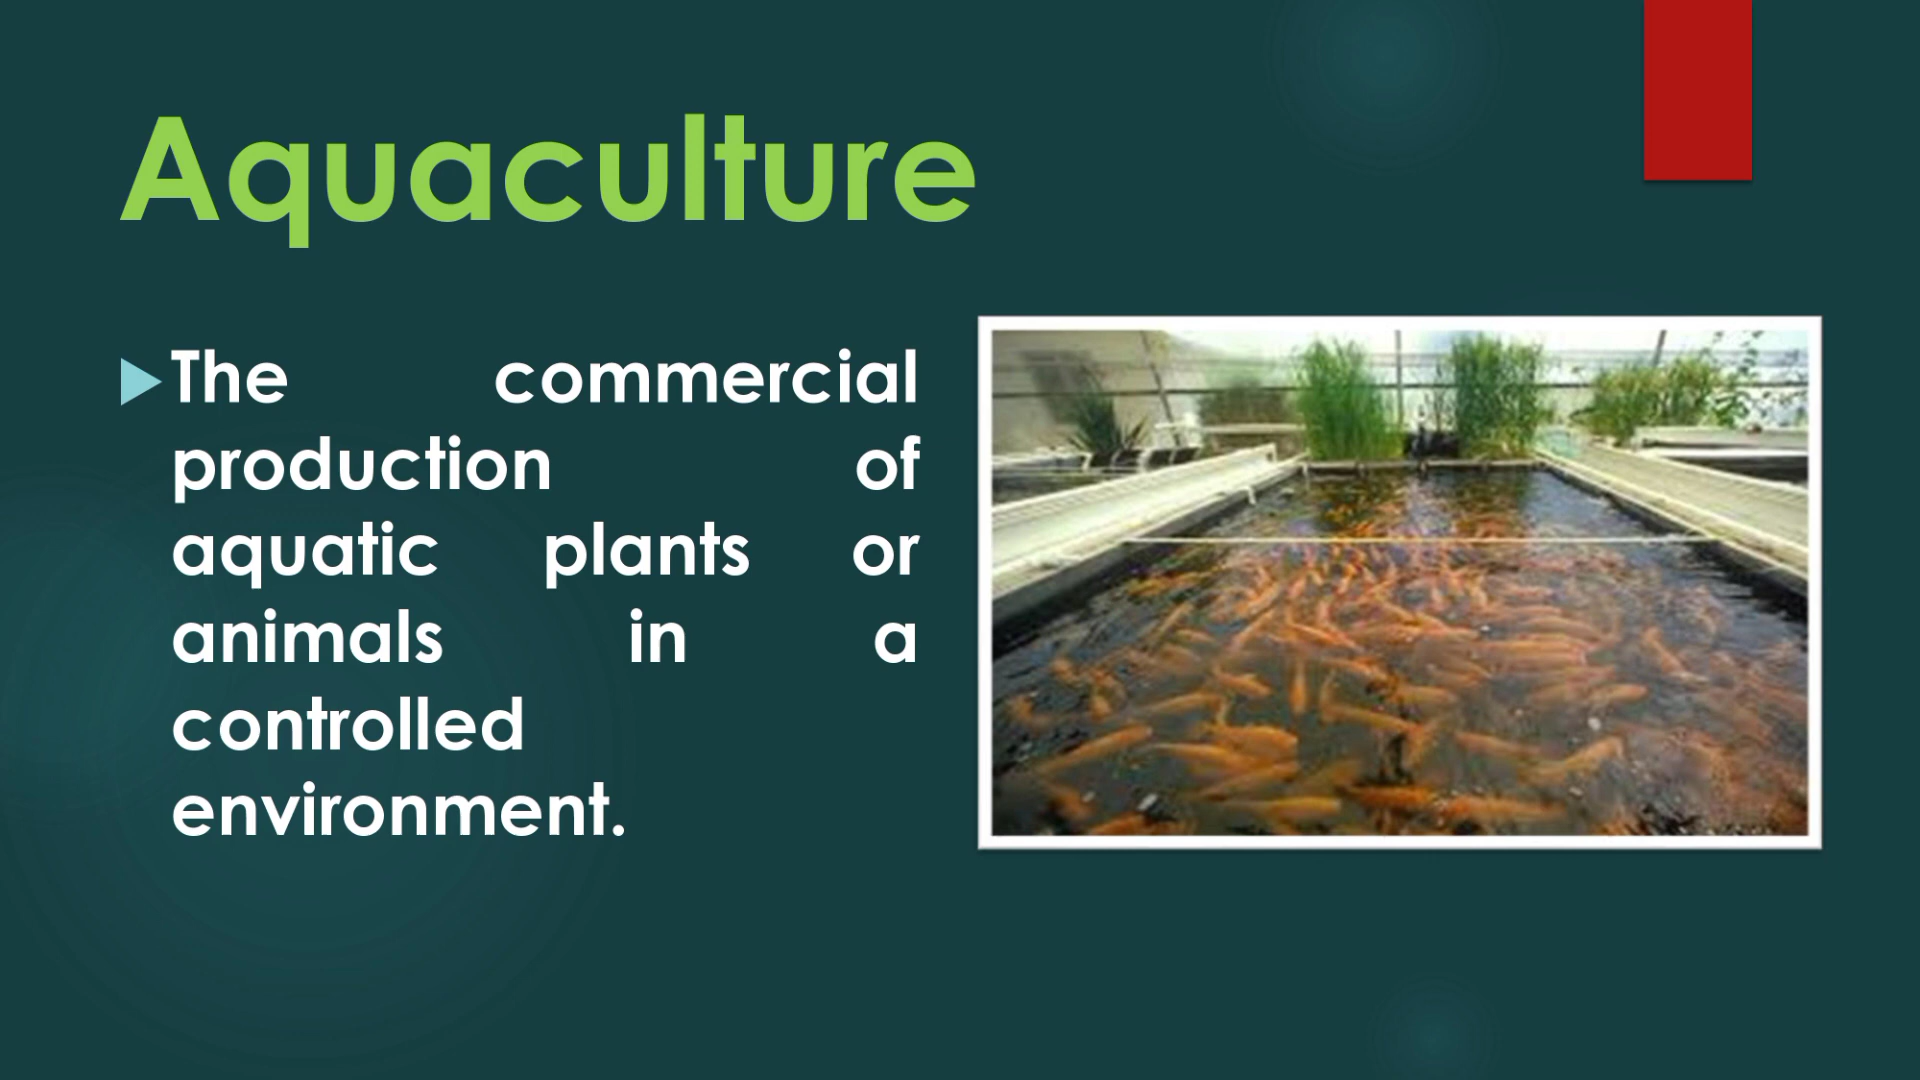 Aquaculture
The commercial
production of
aquatic plants or
animals in a
controlled
environment.